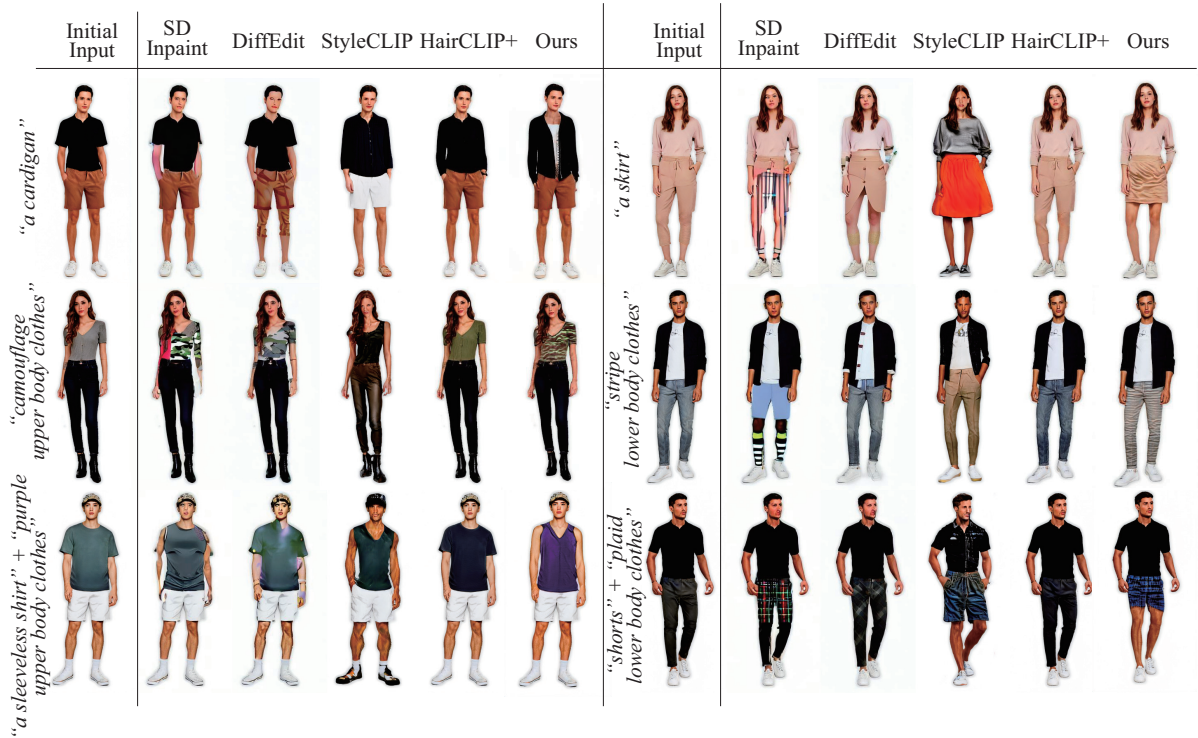 Initial Input
SD Inpaint
DiffEdit
StyleCLIP
HairCLIP+
Ours
Initial Input
SD Inpaint
DiffEdit
StyleCLIP
HairCLIP+
Ours
“a cardigan”
“a skirt”
“camouflage
upper body clothes”
“stripe
lower body clothes”
“a sleeveless shirt” + “purple
upper body clothes”
“shorts” + “plaid
lower body clothes”